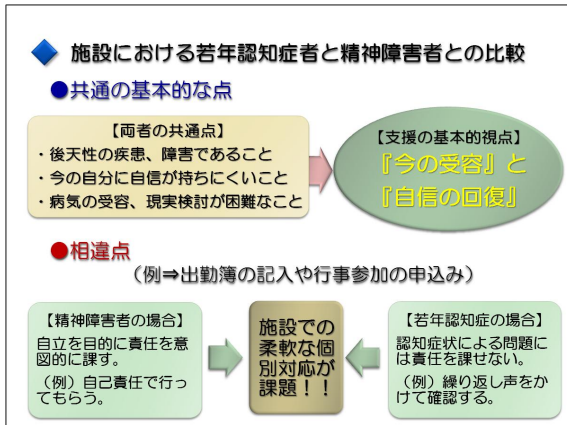 ◆ 施設における若年認知症者と精神障害者との比較
●共通の基本的な点
【両者の共通点】
・後天性の疾患、障害であること
・今の自分に自信が持ちにくいこと
・病気の受容、現実検討が困難なこと
【支援の基本的視点】
『今の受容』と
『自信の回復』
●相違点
（例⇒出勤簿の記入や行事参加の申込み）
【精神障害者の場合】
自立を目的に責任を意
図的に課す。
（例）自己責任で行っ
てもらう。
施設での
柔軟な個
別対応が
課題！！
【若年認知症の場合】
認知症状による問題に
は責任を課せない。
（例）繰り返し声をか
けて確認する。